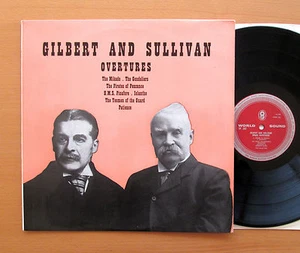 GILBERT AND SULLIVAN
OVERTURES
The Mikado . The Gondoliers
The Pirates of Penzance
H.M.S. Pinafore . Iolanthe
The Yeomen of the Guard
Patience
WORLD
SOUND